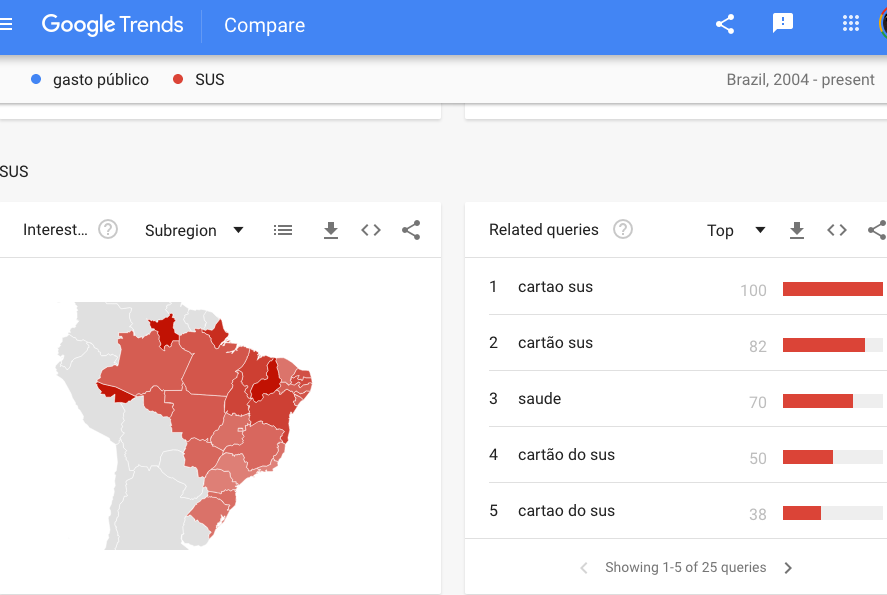 Google Trends Compare
gasto público SUS Brazil, 2004 - present
SUS
Interest... Subregion
Related queries Top
1 cartao sus 100
2 cartão sus 82
3 saude 70
4 cartão do sus 50
5 cartao do sus 38
Showing 1-5 of 25 queries